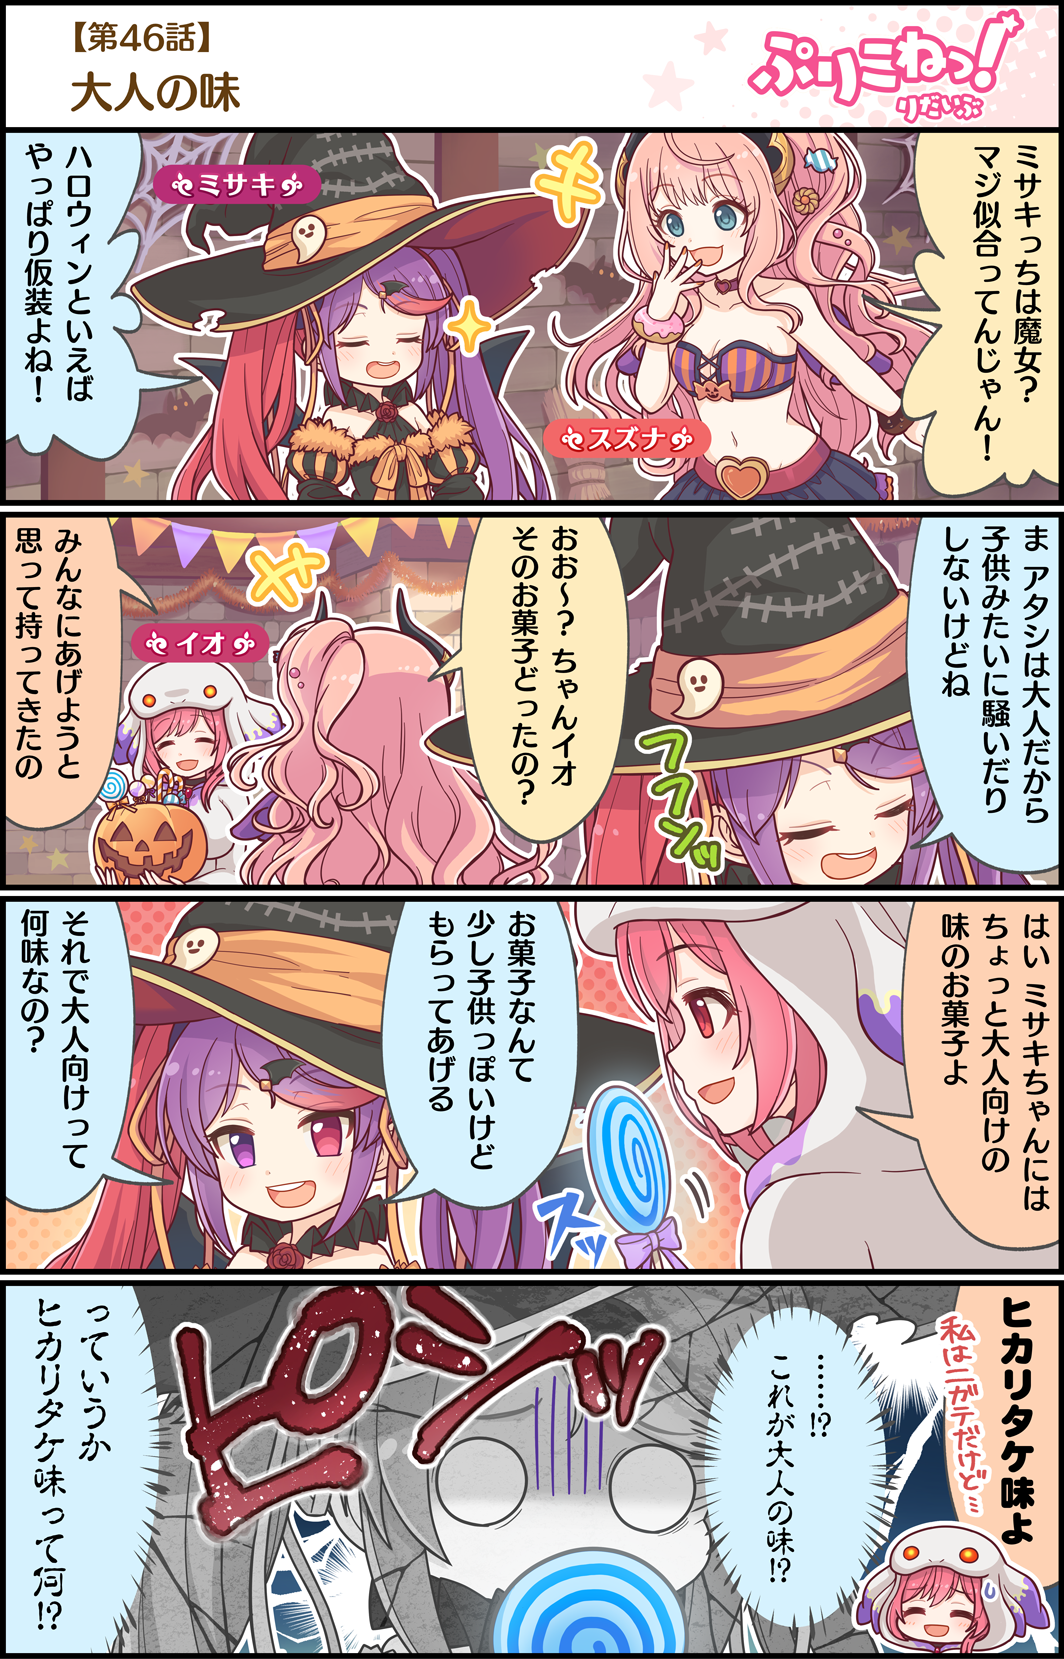 【第46話】
大人の味
ぷりこねっ!
りだいぶ
ミサキっちは魔女?
マジ似合ってんじゃん!
スズナ
ミサキ
ハロウィンといえば
やっぱり仮装よね!
ま アタシは大人だから
子供みたいに騒いだり
しないけどね
フフンッ
おお～? ちゃんイオ
そのお菓子どったの?
イオ
みんなにあげようと
思って持ってきたの
はい ミサキちゃんには
ちょっと大人向けの
味のお菓子よ
スッ
お菓子なんて
少し子供っぽいけど
もらってあげる
それで大人向けって
何味なの?
ヒカリタケ味よ
私はニガテだけど…
……!?
これが大人の味!?
ピシッ
っていうか
ヒカリタケ味って何!?